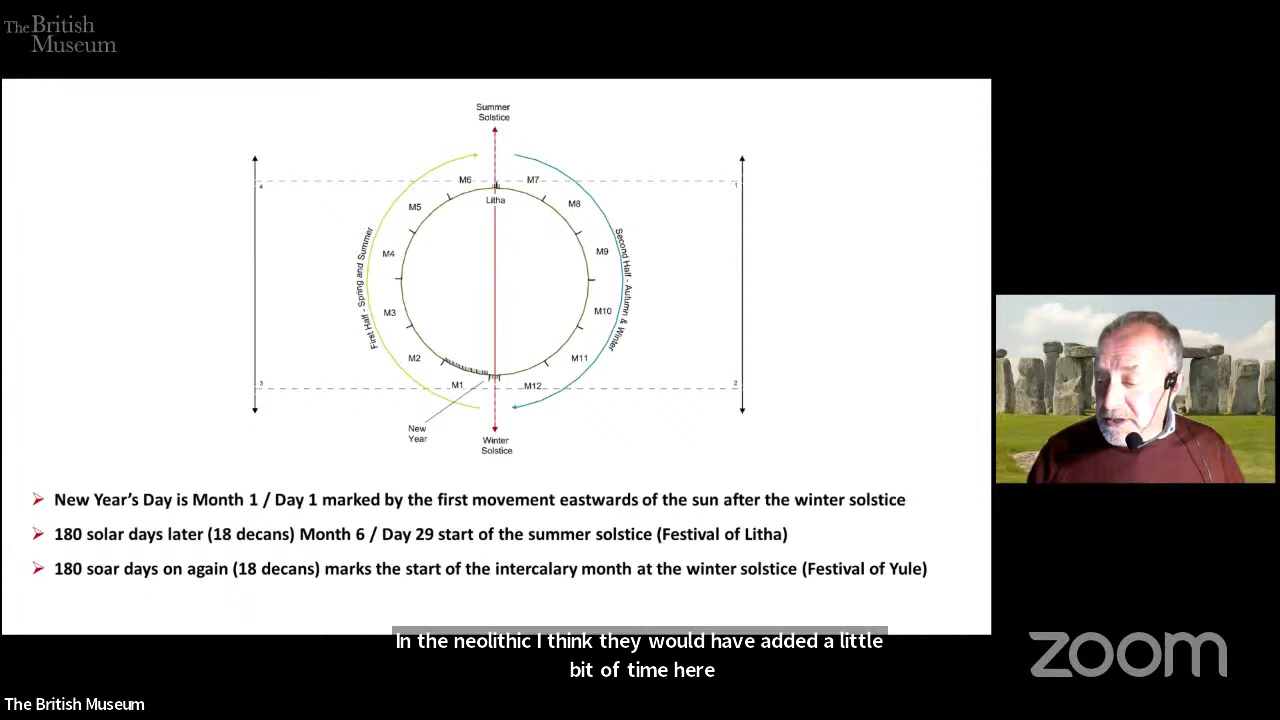 The British
Museum
Summer
Solstice
4
M6
M7
1
Litha
M5
M8
M4
M9
First Half - Spring and Summer
Second Half - Autumn & Winter
M3
M10
M2
M11
3
M1
M12
2
New
Year
Winter
Solstice
New Year’s Day is Month 1 / Day 1 marked by the first movement eastwards of the sun after the winter solstice
180 solar days later (18 decans) Month 6 / Day 29 start of the summer solstice (Festival of Litha)
180 soar days on again (18 decans) marks the start of the intercalary month at the winter solstice (Festival of Yule)
In the neolithic I think they would have added a little
bit of time here
zoom
The British Museum